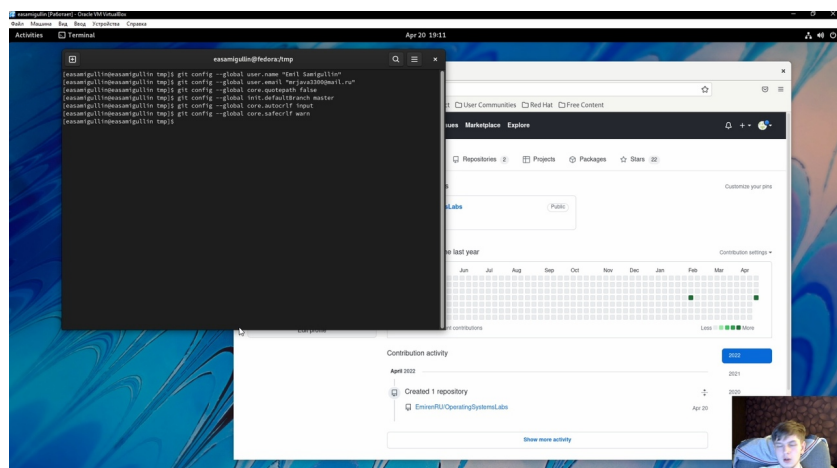 easamigullin [Работает] - Oracle VM VirtualBox
Файл Машина Вид Ввод Устройства Справка
Activities Terminal Apr 20 19:11
easamigullin@fedora:/tmp
[easamigullin@easamigullin tmp]$ git config --global user.name "Emil Samigullin"
[easamigullin@easamigullin tmp]$ git config --global user.email "mrjava3300@mail.ru"
[easamigullin@easamigullin tmp]$ git config --global core.quotepath false
[easamigullin@easamigullin tmp]$ git config --global init.defaultBranch master
[easamigullin@easamigullin tmp]$ git config --global core.autocrlf input
[easamigullin@easamigullin tmp]$ git config --global core.safecrlf warn
[easamigullin@easamigullin tmp]$
User Communities Red Hat Free Content
ues Marketplace Explore
Repositories 2 Projects Packages Stars 22
Customize your pins
sLabs Public
e last year Contribution settings
Jun Jul Aug Sep Oct Nov Dec Jan Feb Mar Apr
nt contributions Less More
Edit profile
Contribution activity
2022
April 2022
2021
Created 1 repository
2020
EmirenRU/OperatingSystemsLabs Apr 20
Show more activity